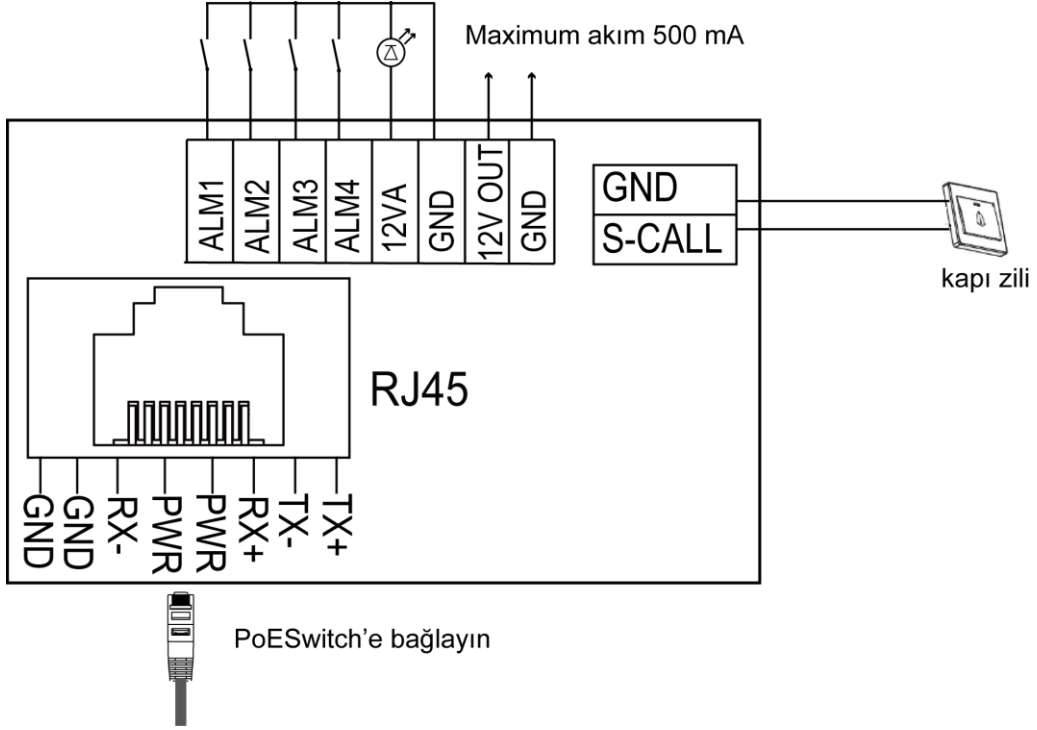 Maximum akım 500 mA
ALM1
ALM2
ALM3
ALM4
12VA
GND
12V OUT
GND
GND
S-CALL
kapı zili
RJ45
GND
GND
RX-
PWR
PWR
RX+
TX-
TX+
PoESwitch’e bağlayın